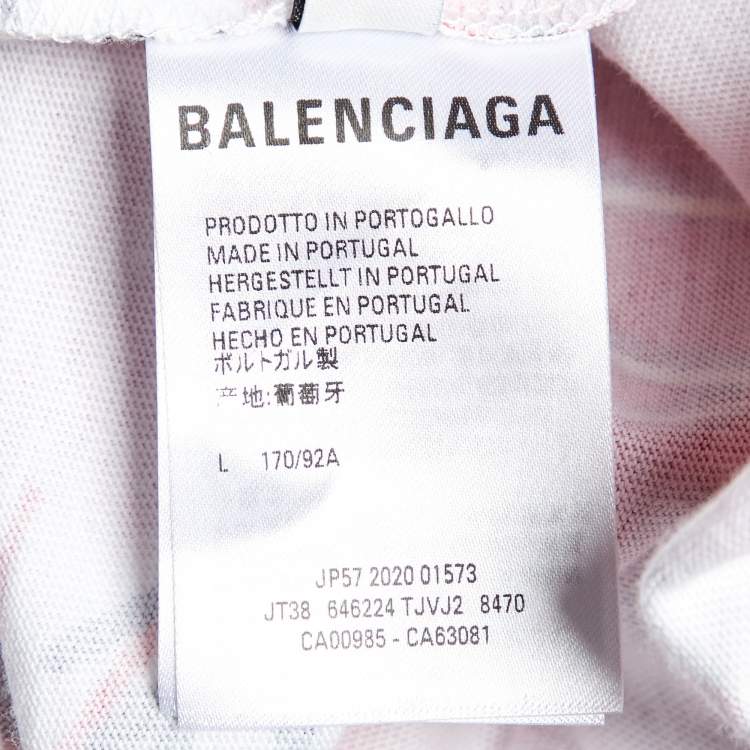 BALENCIAGA
PRODOTTO IN PORTOGALLO
MADE IN PORTUGAL
HERGESTELLT IN PORTUGAL
FABRIQUE EN PORTUGAL
HECHO EN PORTUGAL
ポルトガル製
产地:葡萄牙
L 170/92A
JP57 2020 01573
JT38 646224 TJVJ2 8470
CA00985 - CA63081